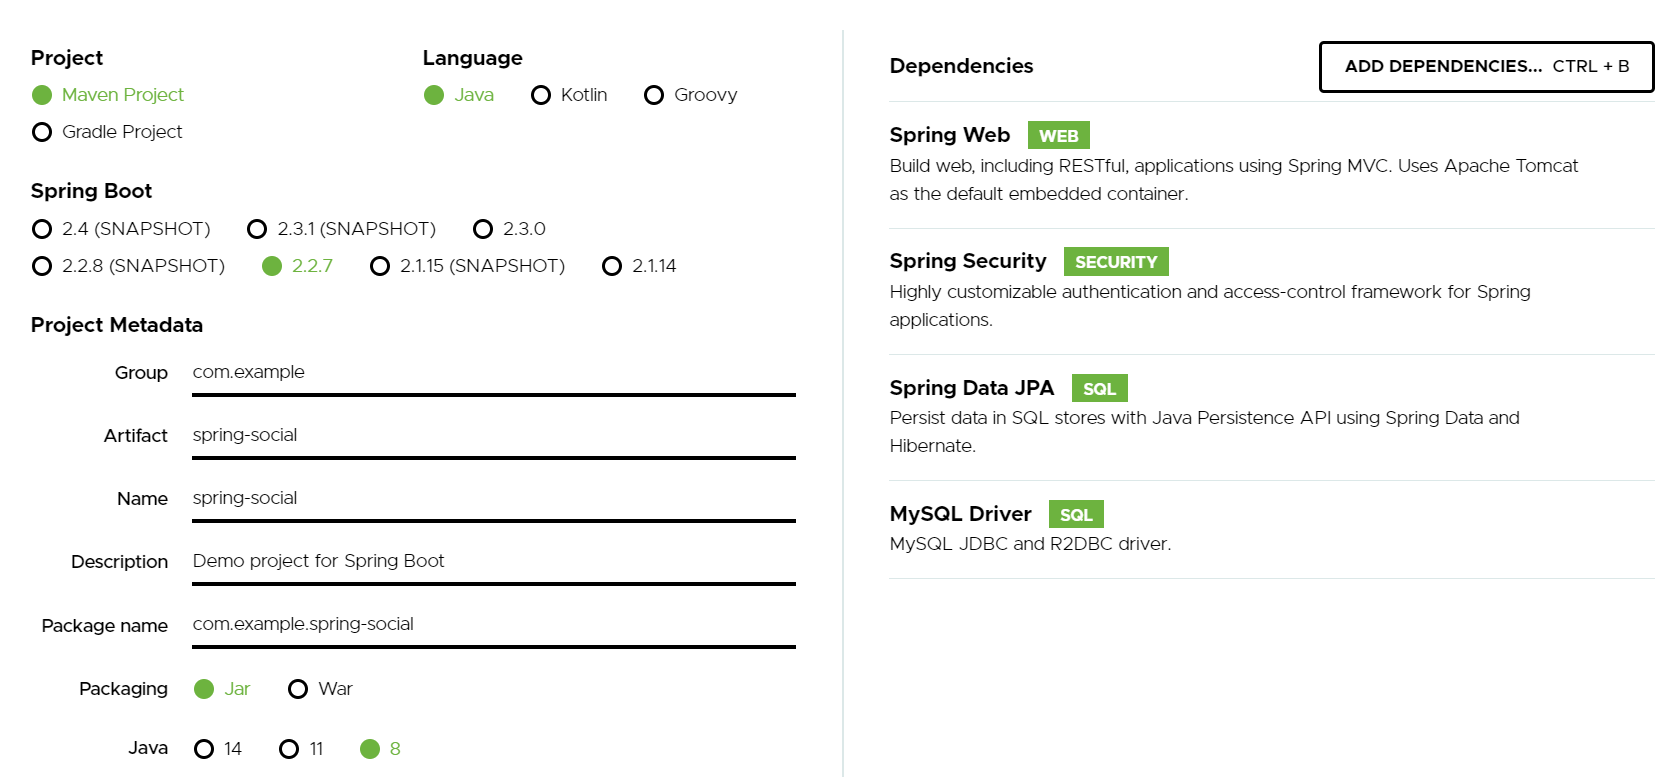 Project
Maven Project
Gradle Project
Language
Java Kotlin Groovy
Spring Boot
2.4 (SNAPSHOT) 2.3.1 (SNAPSHOT) 2.3.0
2.2.8 (SNAPSHOT) 2.2.7 2.1.15 (SNAPSHOT) 2.1.14
Project Metadata
Group com.example
Artifact spring-social
Name spring-social
Description Demo project for Spring Boot
Package name com.example.spring-social
Packaging Jar War
Java 14 11 8
Dependencies
ADD DEPENDENCIES... CTRL + B
Spring Web WEB
Build web, including RESTful, applications using Spring MVC. Uses Apache Tomcat
as the default embedded container.
Spring Security SECURITY
Highly customizable authentication and access-control framework for Spring
applications.
Spring Data JPA SQL
Persist data in SQL stores with Java Persistence API using Spring Data and
Hibernate.
MySQL Driver SQL
MySQL JDBC and R2DBC driver.